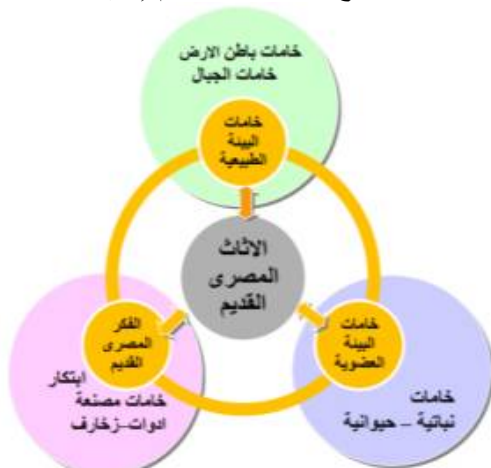 خامات باطن الارض
خامات الجبال
خامات
البيئة
الطبيعية
الاثاث
المصرى
القديم
الفكر
المصرى
القديم
ابتكار
خامات مصنعة
ادوات-زخارف
خامات
البيئة
العضوية
خامات
نباتية – حيوانية